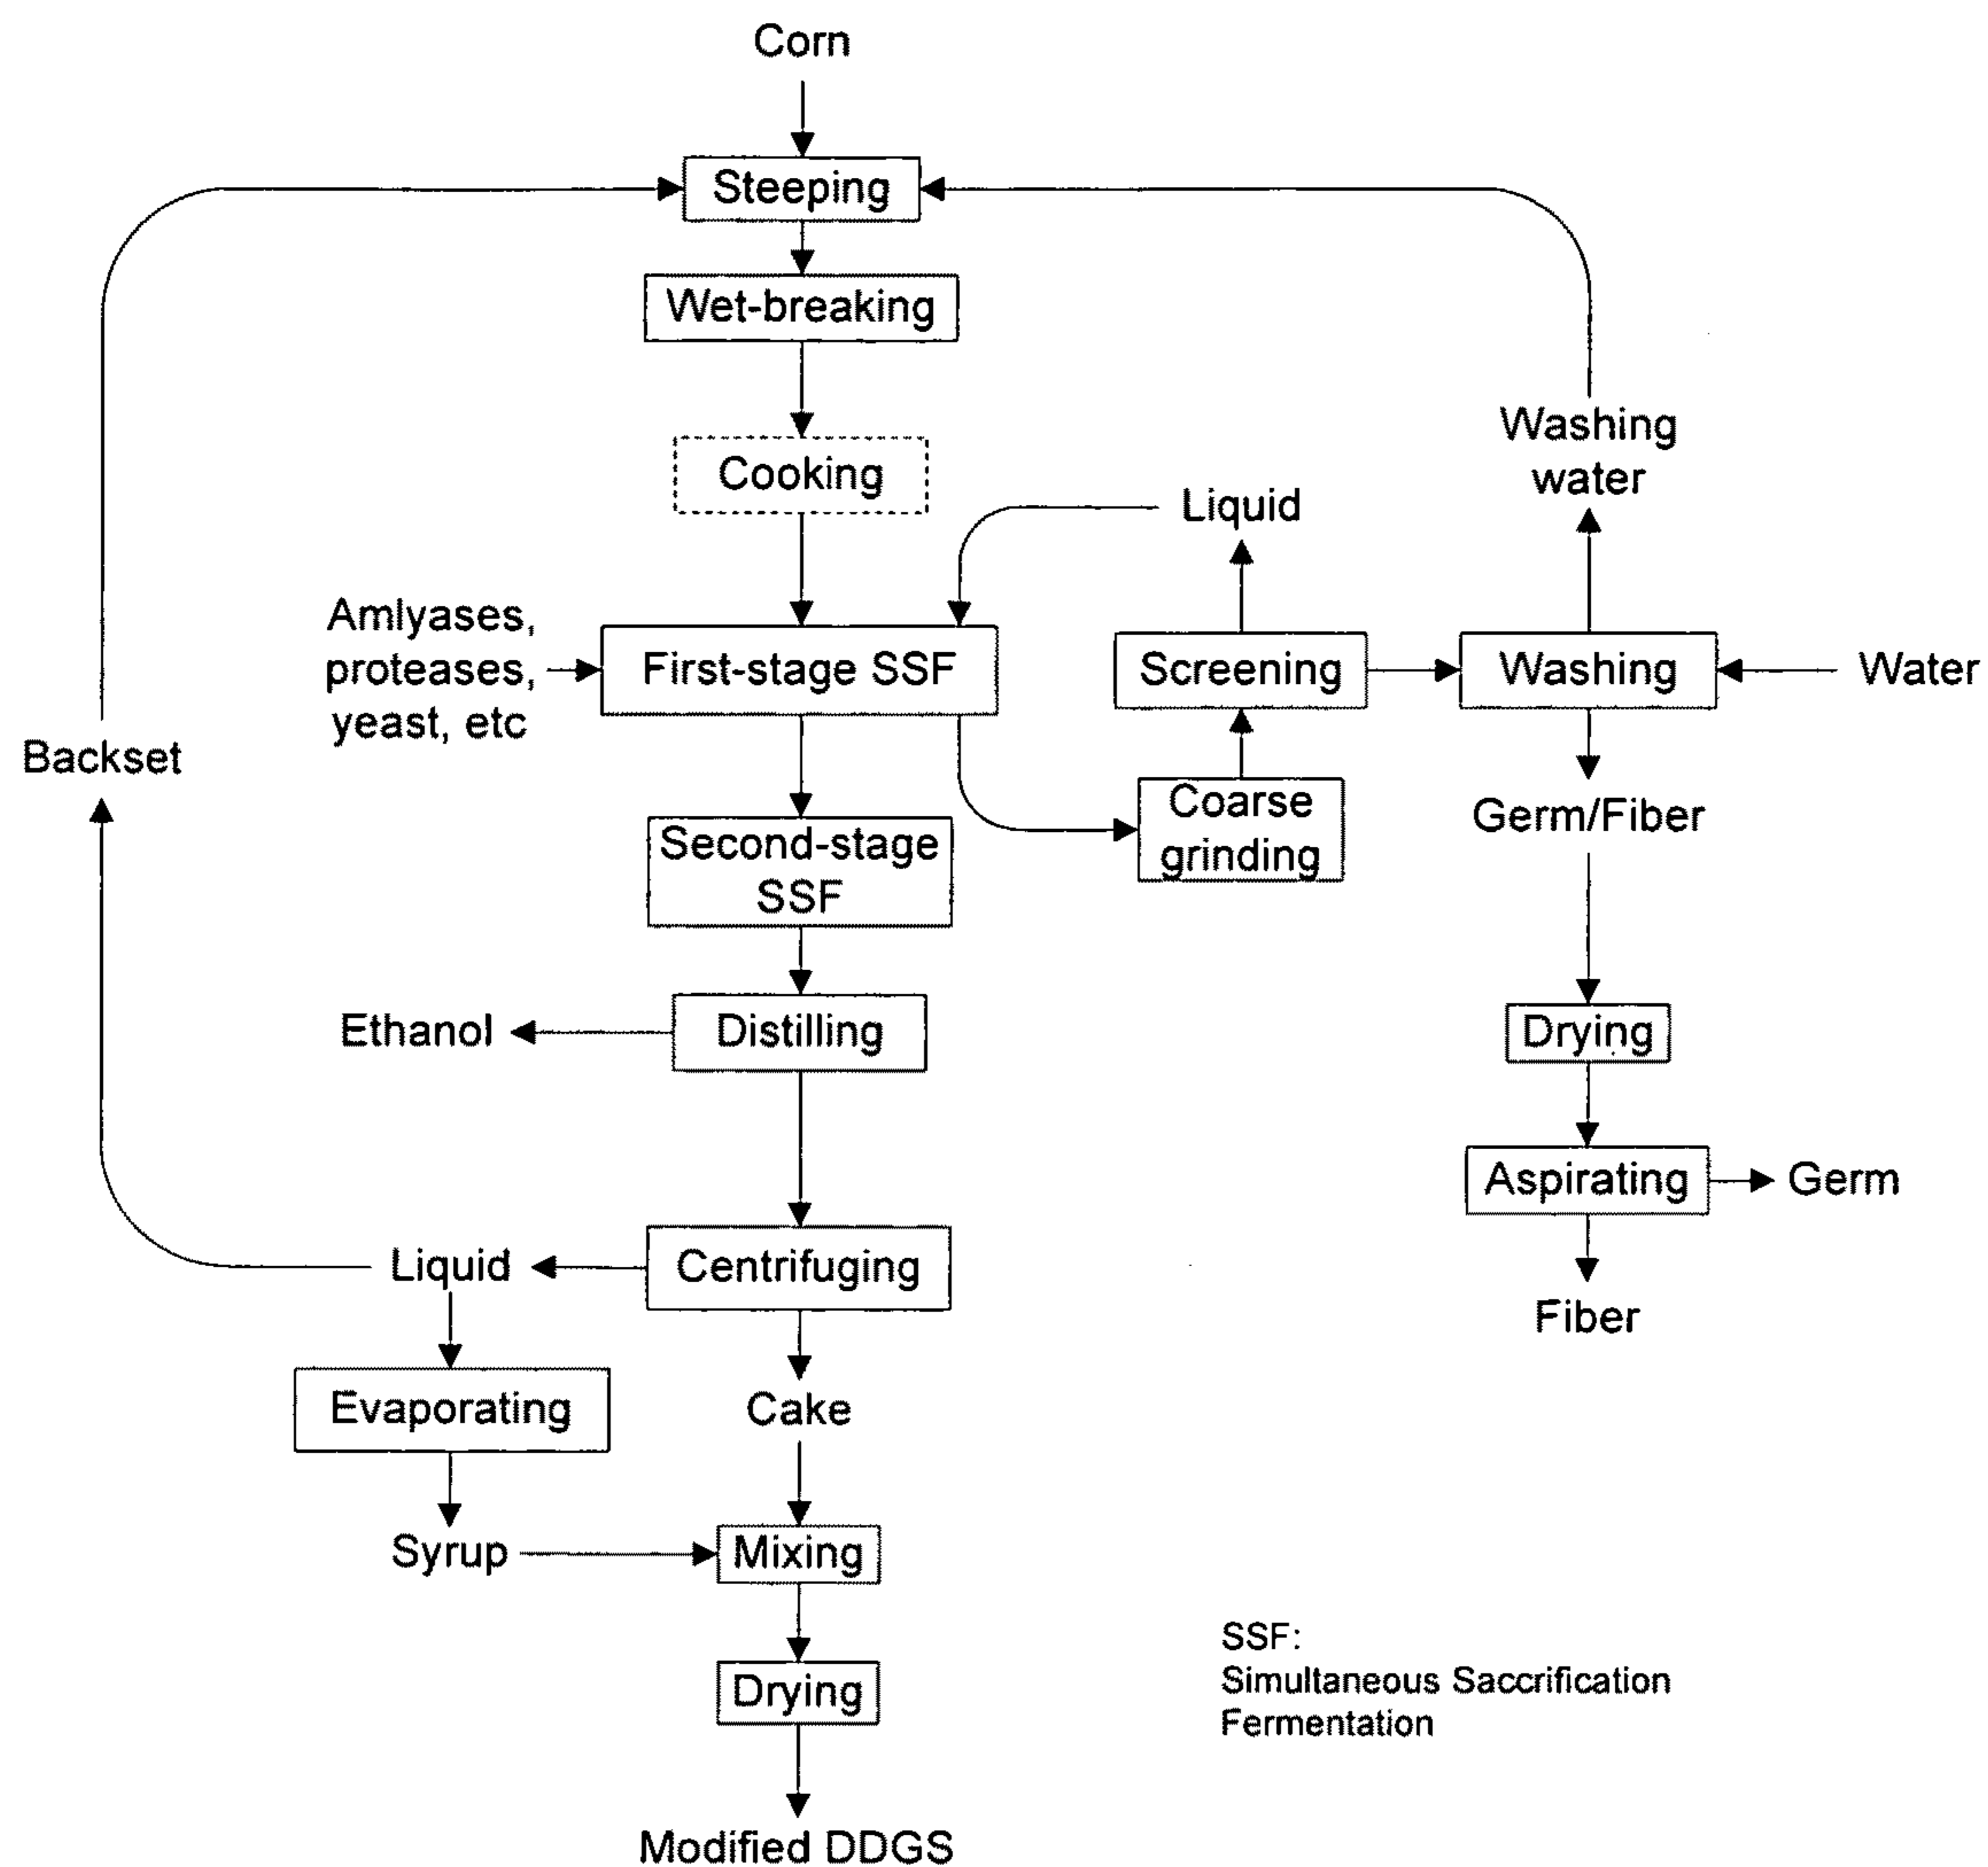 Corn
Steeping
Wet-breaking
Cooking
Washing
water
Liquid
Amlyases,
proteases,
yeast, etc
First-stage SSF
Screening
Washing
Water
Backset
Coarse
grinding
Germ/Fiber
Second-stage
SSF
Ethanol
Distilling
Drying
Aspirating
Germ
Liquid
Centrifuging
Fiber
Evaporating
Cake
Syrup
Mixing
Drying
SSF:
Simultaneous Saccrification
Fermentation
Modified DDGS